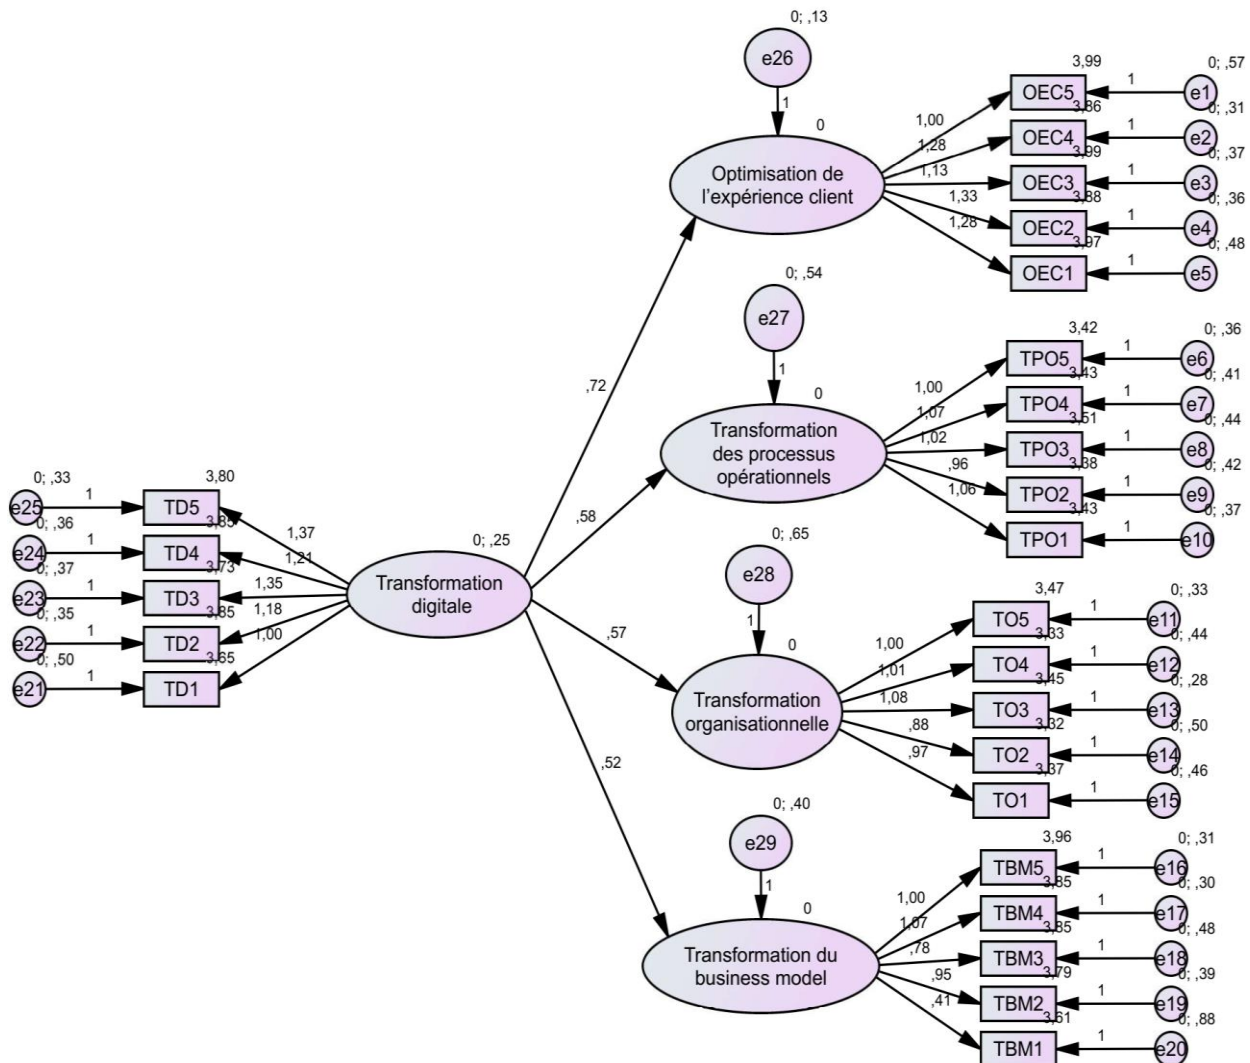 0; ,13
e26
1
0
Optimisation de
l'expérience client
1,00
1,28
1,13
1,33
1,28
3,99
OEC5
1
0; ,57
e1
3,86
OEC4
1
0; ,31
e2
3,99
OEC3
1
0; ,37
e3
3,88
OEC2
1
0; ,36
e4
3,97
OEC1
1
0; ,48
e5
0; ,54
e27
1
0
Transformation
des processus
opérationnels
1,00
1,07
1,02
,96
1,06
3,42
TPO5
1
0; ,36
e6
3,43
TPO4
1
0; ,41
e7
3,51
TPO3
1
0; ,44
e8
3,38
TPO2
1
0; ,42
e9
3,43
TPO1
1
0; ,37
e10
,72
,58
,57
,52
0; ,33
e25
1
3,80
TD5
0; ,36
e24
1
3,85
TD4
0; ,37
e23
1
3,73
TD3
0; ,35
e22
1
3,85
TD2
0; ,50
e21
1
3,65
TD1
1,37
1,21
1,35
1,18
1,00
0; ,25
Transformation
digitale
0; ,65
e28
1
0
Transformation
organisationnelle
1,00
1,01
1,08
,88
,97
3,47
TO5
1
0; ,33
e11
3,33
TO4
1
0; ,44
e12
3,45
TO3
1
0; ,28
e13
3,32
TO2
1
0; ,50
e14
3,37
TO1
1
0; ,46
e15
0; ,40
e29
1
0
Transformation du
business model
1,00
1,07
,78
,95
,41
3,96
TBM5
1
0; ,31
e16
3,85
TBM4
1
0; ,30
e17
3,85
TBM3
1
0; ,48
e18
3,79
TBM2
1
0; ,39
e19
3,61
TBM1
1
0; ,88
e20